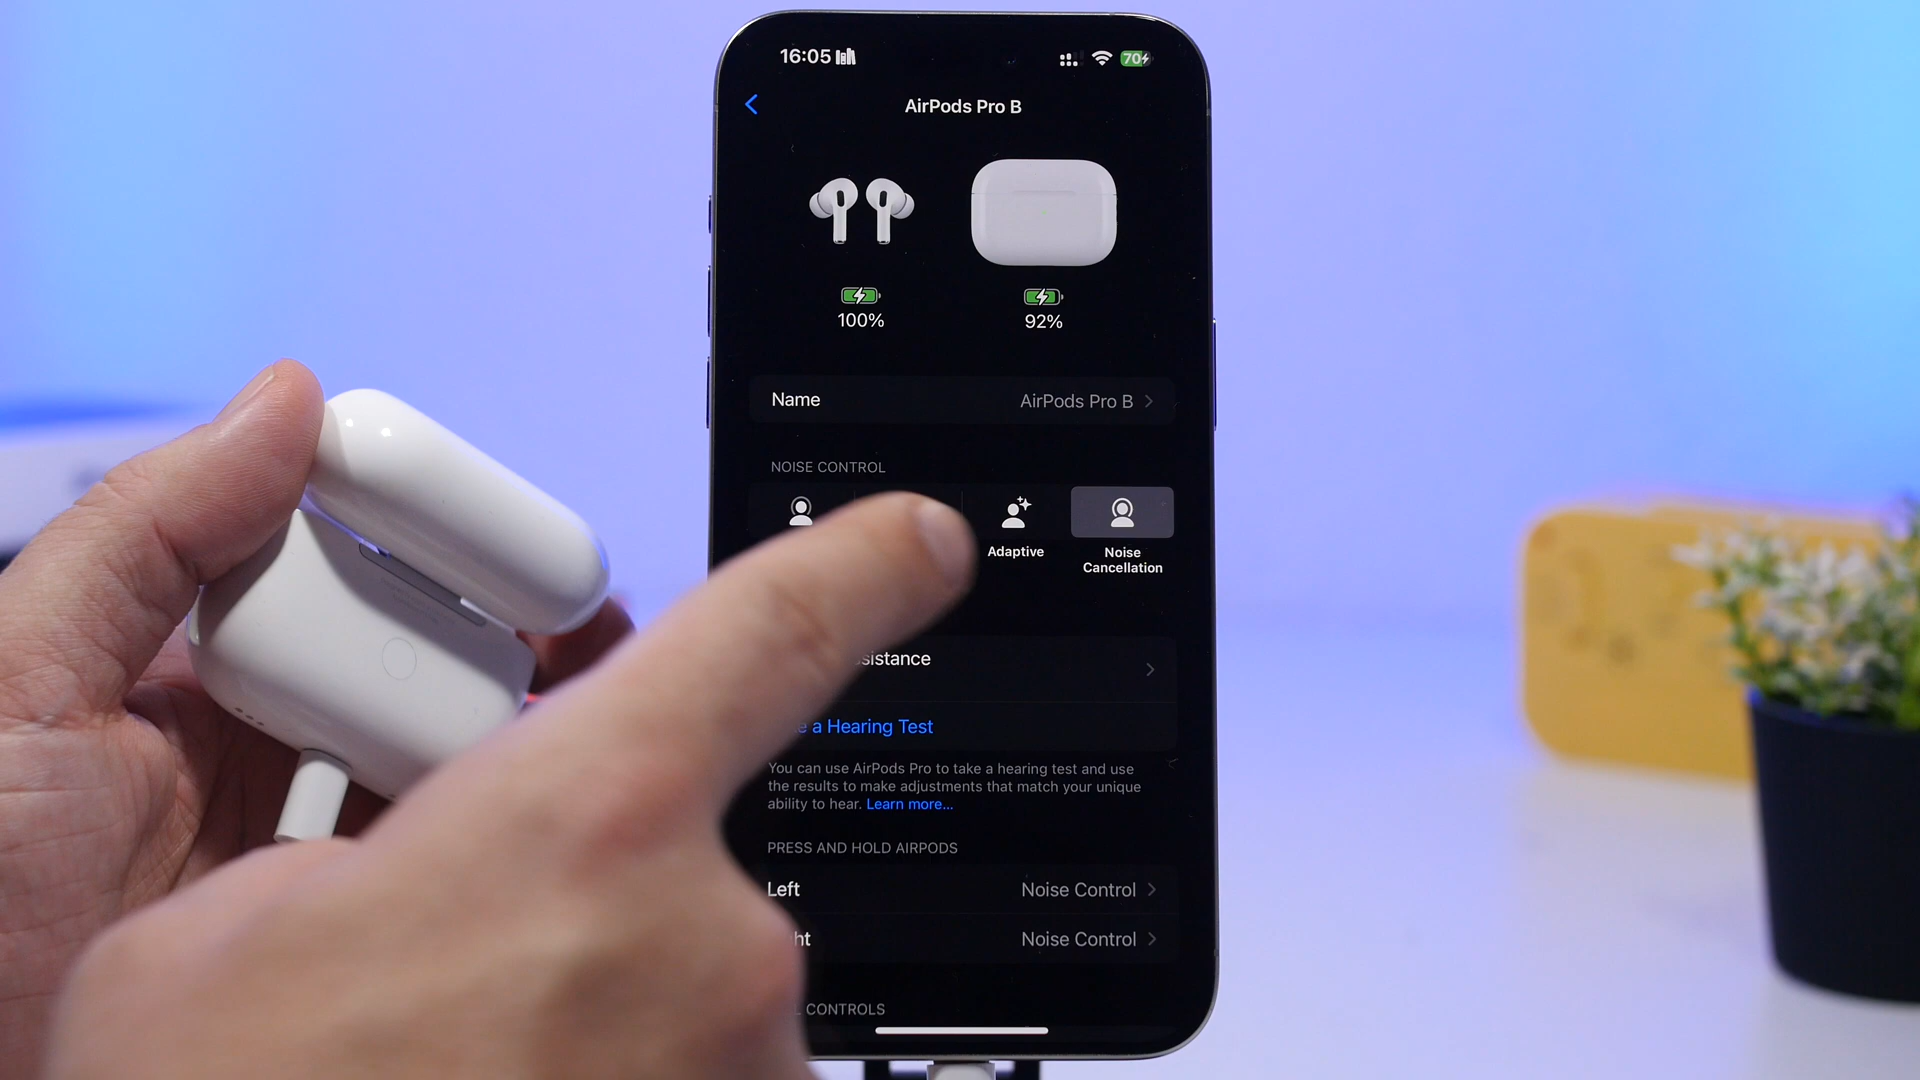 16:05
70
AirPods Pro B
100%
92%
Name
AirPods Pro B
NOISE CONTROL
Adaptive
Noise
Cancellation
sistance
a Hearing Test
You can use AirPods Pro to take a hearing test and use
the results to make adjustments that match your unique
ability to hear. Learn more...
PRESS AND HOLD AIRPODS
Left
Noise Control
ht
Noise Control
CONTROLS